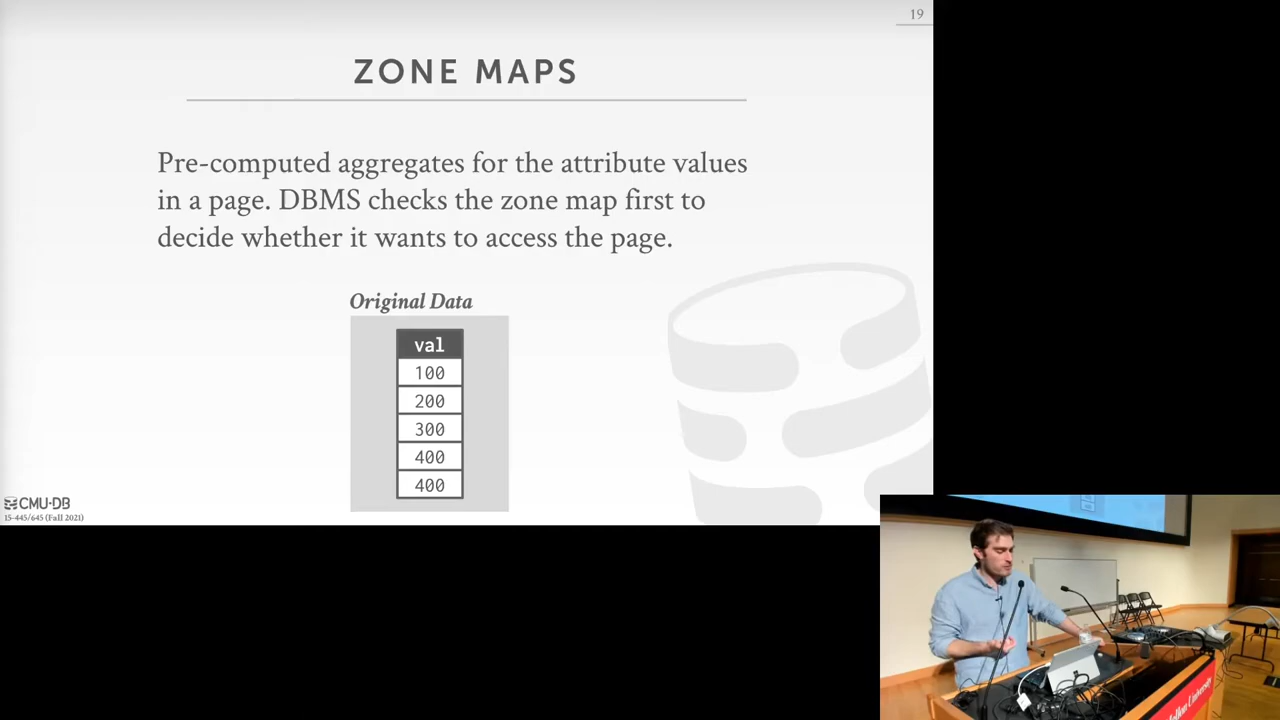 19
ZONE MAPS
Pre-computed aggregates for the attribute values
in a page. DBMS checks the zone map first to
decide whether it wants to access the page.
Original Data
val
100
200
300
400
400
CMU·DB
15-445/645 (Fall 2021)
Mellon University